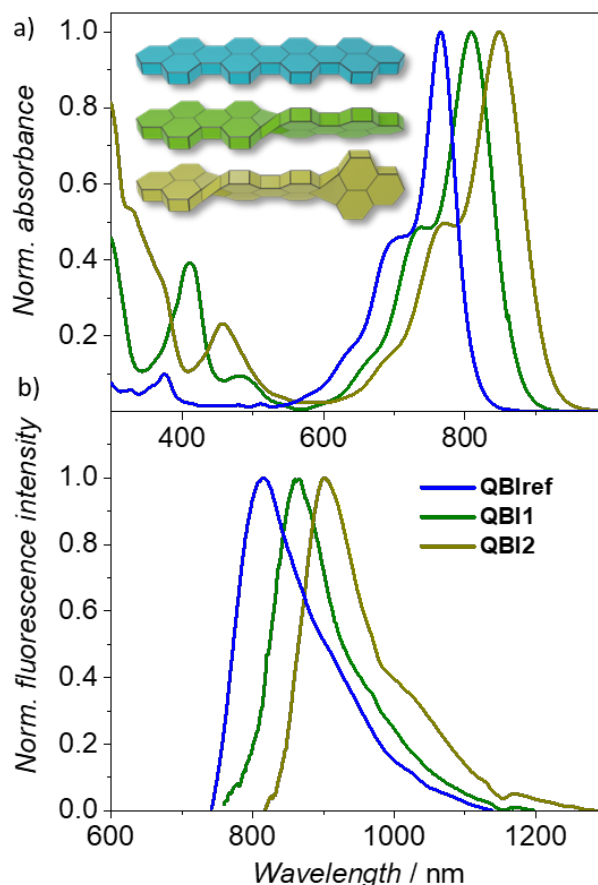 a)
Norm. absorbance
1.0
0.8
0.6
0.4
0.2
400 600 800
b)
Norm. fluorescence intensity
1.0
0.8
0.6
0.4
0.2
0.0
QBIref
QBI1
QBI2
600 800 1000 1200
Wavelength / nm